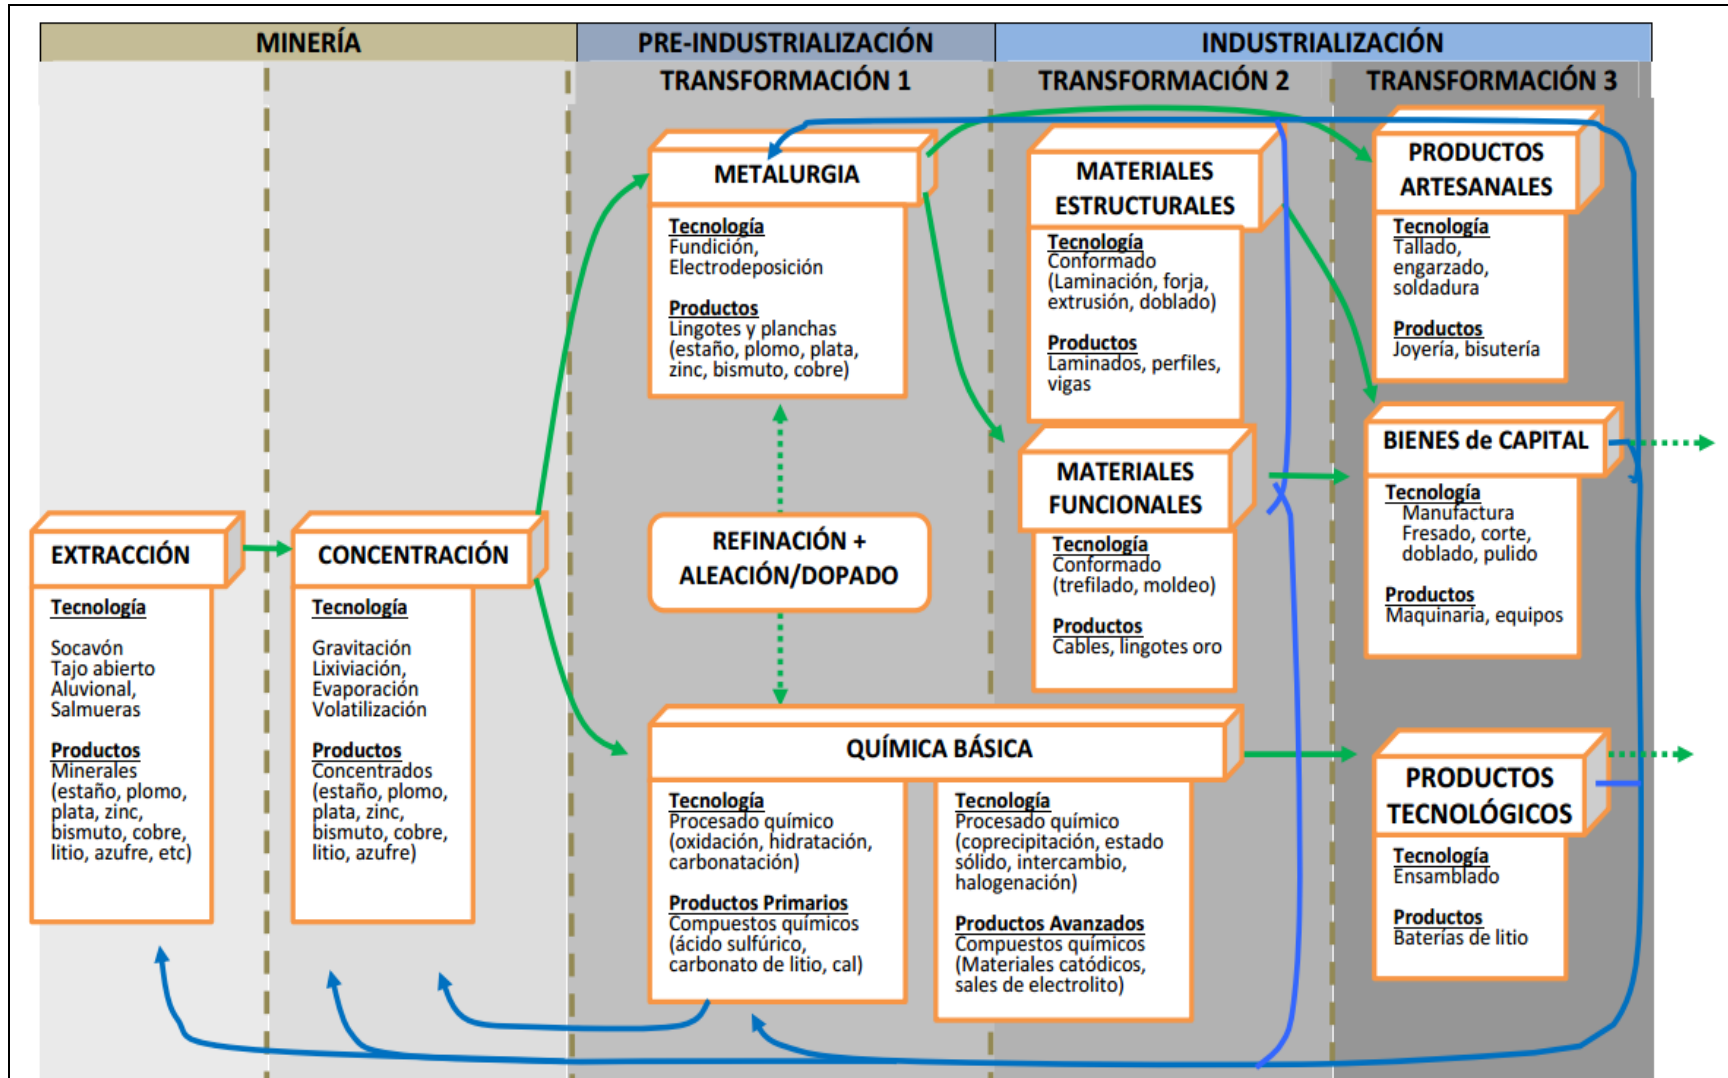 MINERÍA
PRE-INDUSTRIALIZACIÓN
INDUSTRIALIZACIÓN
TRANSFORMACIÓN 1
TRANSFORMACIÓN 2
TRANSFORMACIÓN 3
EXTRACCIÓN
Tecnología
Socavón
Tajo abierto
Aluvional,
Salmueras
Productos
Minerales
(estaño, plomo,
plata, zinc,
bismuto, cobre,
litio, azufre, etc)
CONCENTRACIÓN
Tecnología
Gravitación
Lixiviación,
Evaporación
Volatilización
Productos
Concentrados
(estaño, plomo,
plata, zinc,
bismuto, cobre,
litio, azufre)
METALURGIA
Tecnología
Fundición,
Electrodeposición
Productos
Lingotes y planchas
(estaño, plomo, plata,
zinc, bismuto, cobre)
REFINACIÓN +
ALEACIÓN/DOPADO
QUÍMICA BÁSICA
Tecnología
Procesado químico
(oxidación, hidratación,
carbonatación)
Productos Primarios
Compuestos químicos
(ácido sulfúrico,
carbonato de litio, cal)
Tecnología
Procesado químico
(coprecipitación, estado
sólido, intercambio,
halogenación)
Productos Avanzados
Compuestos químicos
(Materiales catódicos,
sales de electrolito)
MATERIALES
ESTRUCTURALES
Tecnología
Conformado
(Laminación, forja,
extrusión, doblado)
Productos
Laminados, perfiles,
vigas
MATERIALES
FUNCIONALES
Tecnología
Conformado
(trefilado, moldeo)
Productos
Cables, lingotes oro
PRODUCTOS
ARTESANALES
Tecnología
Tallado,
engarzado,
soldadura
Productos
Joyería, bisutería
BIENES de CAPITAL
Tecnología
Manufactura
Fresado, corte,
doblado, pulido
Productos
Maquinaria, equipos
PRODUCTOS
TECNOLÓGICOS
Tecnología
Ensamblado
Productos
Baterías de litio